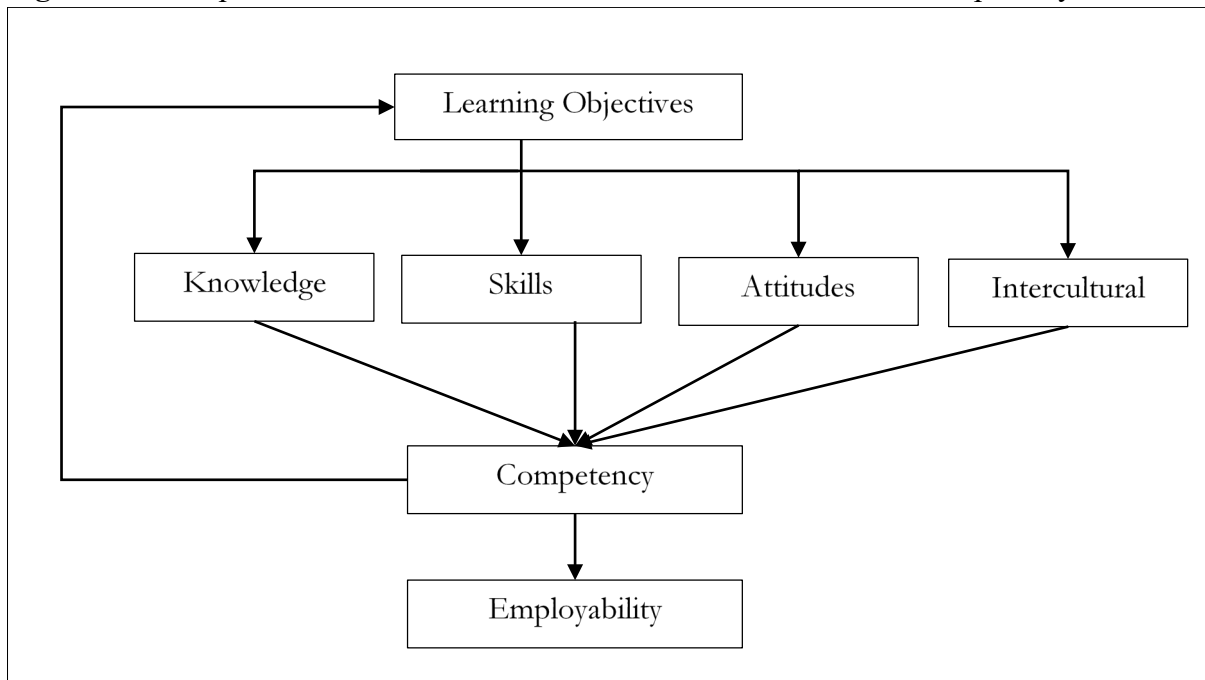 Learning Objectives
Knowledge
Skills
Attitudes
Intercultural
Competency
Employability